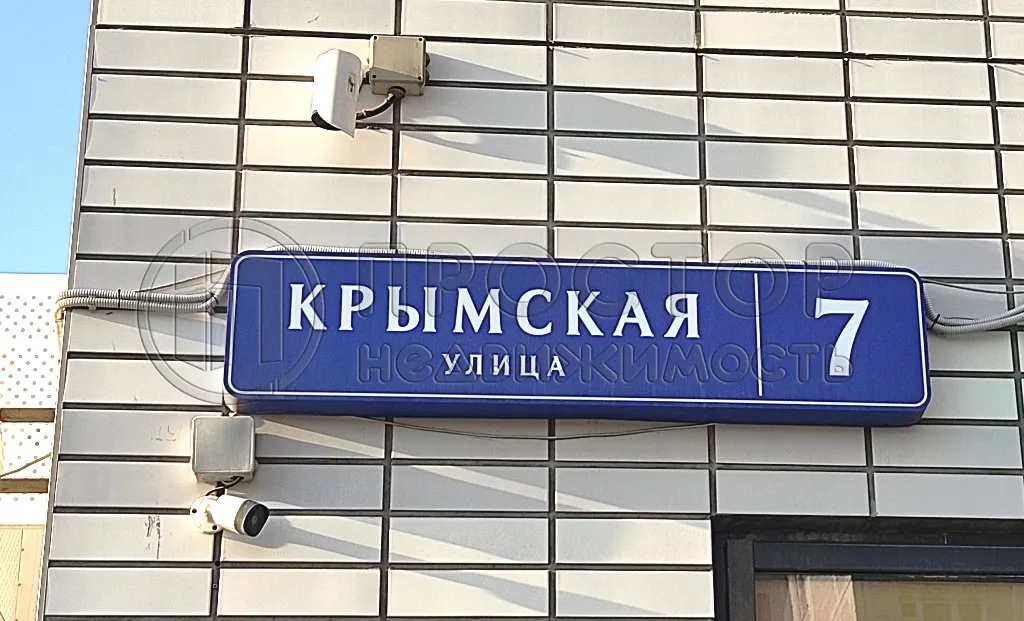 КРЫМСКАЯ
УЛИЦА
7
ПРОСТОР
недвижимость